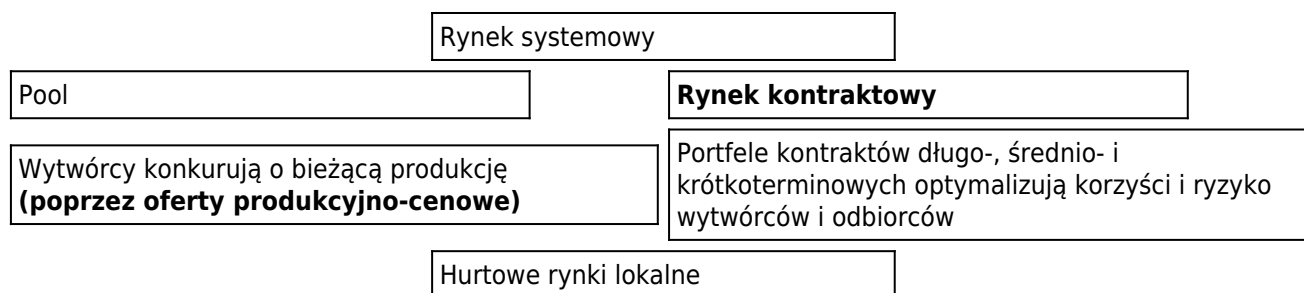 Rynek systemowy
Pool
Rynek kontraktowy
Wytwórcy konkurują o bieżącą produkcję
(poprzez oferty produkcyjno-cenowe)
Portfele kontraktów długo-, średnio- i
krótkoterminowych optymalizują korzyści i ryzyko
wytwórców i odbiorców
Hurtowe rynki lokalne